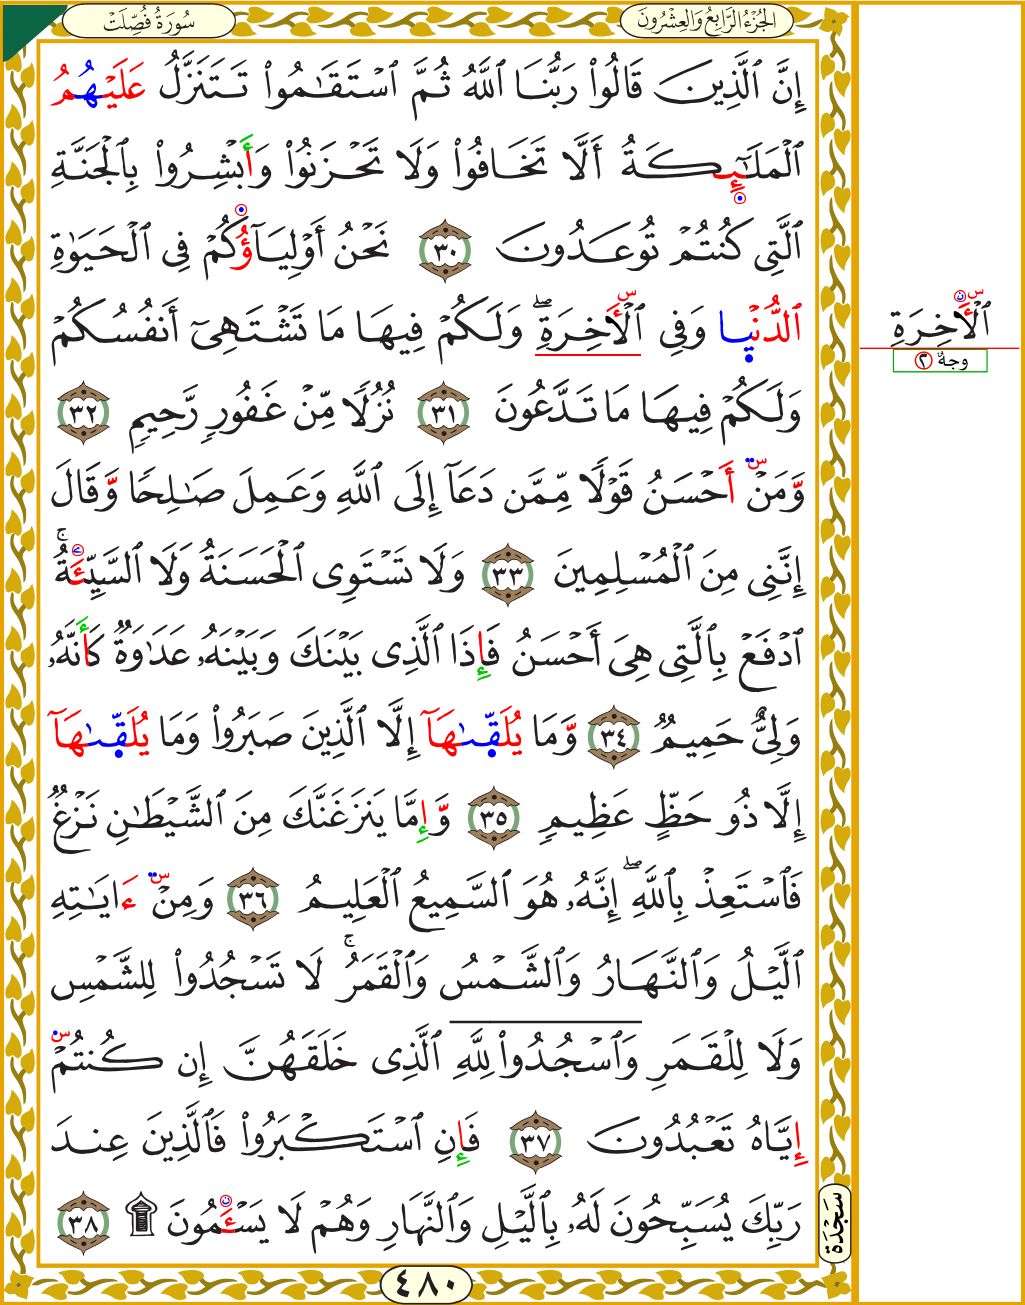 الجُزْءُ الرَّابِعُ وَالعِشْرُونَ
سُورَةُ فُصِّلَتْ
إِنَّ ٱلَّذِينَ قَالُوا۟ رَبُّنَا ٱللَّهُ ثُمَّ ٱسْتَقَـٰمُوا۟ تَتَنَزَّلُ عَلَيْهُمُ
ٱلْمَلَـٰٓئِكَةُ أَلَّا تَخَافُوا۟ وَلَا تَحْزَنُوا۟ وَأَبْشِرُوا۟ بِٱلْجَنَّةِ
ٱلَّتِى كُنتُمْ تُوعَدُونَ ٣٠ نَحْنُ أَوْلِيَآؤُكُمْ فِى ٱلْحَيَوٰةِ
ٱلدُّنْيَا وَفِى ٱلْأَخِرَةِ ۖ وَلَكُمْ فِيهَا مَا تَشْتَهِىٓ أَنفُسُكُمْ
وَلَكُمْ فِيهَا مَا تَدَّعُونَ ٣١ نُزُلًا مِّنْ غَفُورٍ رَّحِيمٍ ٣٢
وَّمَنْ أَحْسَنُ قَوْلًا مِّمَّن دَعَآ إِلَى ٱللَّهِ وَعَمِلَ صَـٰلِحًا وَّقَالَ
إِنَّنِى مِنَ ٱلْمُسْلِمِينَ ٣٣ وَلَا تَسْتَوِى ٱلْحَسَنَةُ وَلَا ٱلسَّيِّئَةُ ۚ
ٱدْفَعْ بِٱلَّتِى هِىَ أَحْسَنُ فَإِذَا ٱلَّذِى بَيْنَكَ وَبَيْنَهُۥ عَدَٰوَةٌ كَأَنَّهُۥ
وَلِىٌّ حَمِيمٌ ٣٤ وَّمَا يُلَقَّىٰهَآ إِلَّا ٱلَّذِينَ صَبَرُوا۟ وَمَا يُلَقَّىٰهَآ
إِلَّا ذُو حَظٍّ عَظِيمٍ ٣٥ وَّإِمَّا يَنزَغَنَّكَ مِنَ ٱلشَّيْطَـٰنِ نَزْغٌ
فَٱسْتَعِذْ بِٱللَّهِ ۖ إِنَّهُۥ هُوَ ٱلسَّمِيعُ ٱلْعَلِيمُ ٣٦ وَمِنْ ءَايَـٰتِهِ
ٱلَّيْلُ وَٱلنَّهَارُ وَٱلشَّمْسُ وَٱلْقَمَرُ ۚ لَا تَسْجُدُوا۟ لِلشَّمْسِ
وَلَا لِلْقَمَرِ وَٱسْجُدُوا۟ لِلَّهِ ٱلَّذِى خَلَقَهُنَّ إِن كُنتُمْ
إِيَّاهُ تَعْبُدُونَ ٣٧ فَإِنِ ٱسْتَكْبَرُوا۟ فَٱلَّذِينَ عِندَ
رَبِّكَ يُسَبِّحُونَ لَهُۥ بِٱلَّيْلِ وَٱلنَّهَارِ وَهُمْ لَا يَسْـَٔمُونَ ۩ ٣٨
ٱلْأَخِرَةِ
وجهٌ ٢
سَجْدَة
٤٨٠